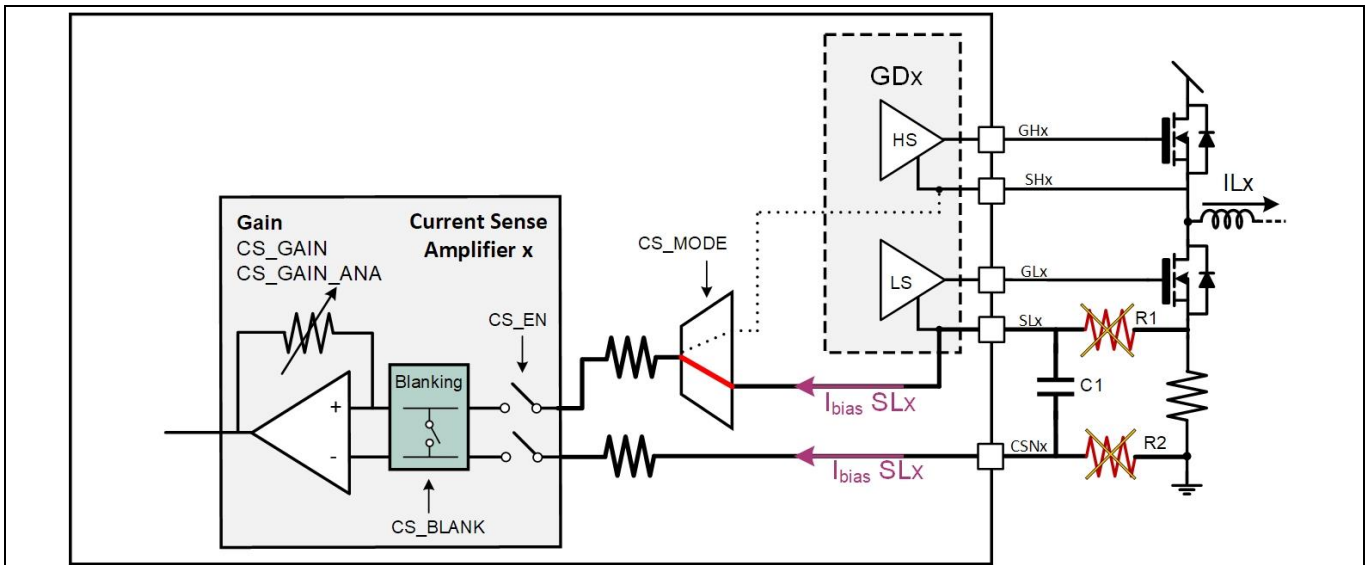 GDx
HS
GHx
SHx
ILx
Gain
CS_GAIN
CS_GAIN_ANA
Current Sense
Amplifier x
CS_MODE
LS
GLx
SLx
R1
CS_EN
Blanking
+
-
C1
Ibias SLx
Ibias SLx
CSNx
R2
CS_BLANK